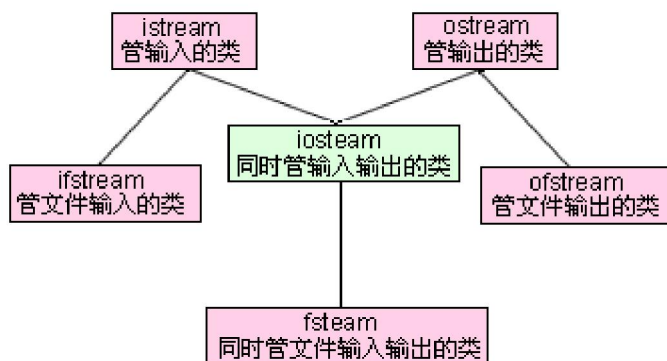 istream
管输入的类
ostream
管输出的类
iosteam
同时管输入输出的类
ifstream
管文件输入的类
ofstream
管文件输出的类
fsteam
同时管文件输入输出的类